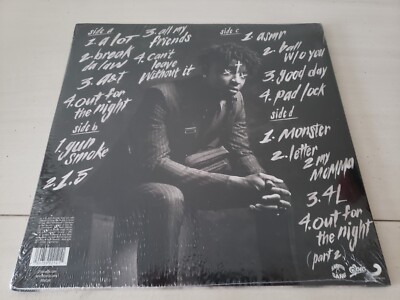 side a
1. a lot
2. break
da law
3. a&t
4. out for
the night
side b
1. gun
smoke
2. 1.5
3. all my
friends
4. can't
leave
without it
side c
1. asmr
2. ball
w/o you
3. good day
4. pad lock
side d
1. Monster
2. letter
2 my
MOMMA
3. 4L
4. out for
the night
(part 2)